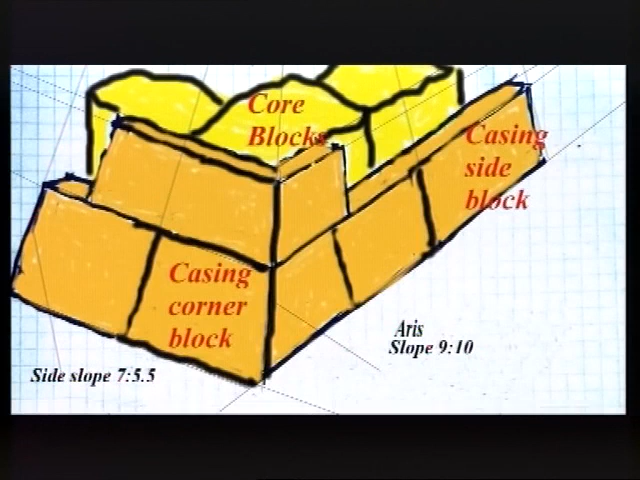 Core
Blocks
Casing
side
block
Casing
corner
block
Aris
Slope 9:10
Side slope 7:5.5